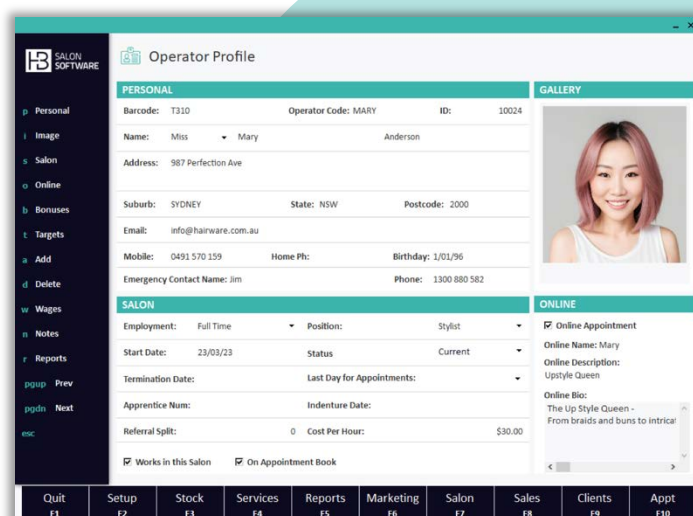 HB SALON SOFTWARE
Operator Profile
p Personal
i Image
s Salon
o Online
b Bonuses
t Targets
a Add
d Delete
w Wages
n Notes
r Reports
pgup Prev
pgdn Next
esc
PERSONAL
Barcode: T310 Operator Code: MARY ID: 10024
Name: Miss Mary Anderson
Address: 987 Perfection Ave
Suburb: SYDNEY State: NSW Postcode: 2000
Email: info@hairware.com.au
Mobile: 0491 570 159 Home Ph: Birthday: 1/01/96
Emergency Contact Name: Jim Phone: 1300 880 582
SALON
Employment: Full Time Position: Stylist
Start Date: 23/03/23 Status Current
Termination Date: Last Day for Appointments:
Apprentice Num: Indenture Date:
Referral Split: 0 Cost Per Hour: $30.00
Works in this Salon On Appointment Book
GALLERY
ONLINE
Online Appointment
Online Name: Mary
Online Description:
Upstyle Queen
Online Bio:
The Up Style Queen -
From braids and buns to intricat
Quit Setup Stock Services Reports Marketing Salon Sales Clients Appt
F1 F2 F3 F4 F5 F6 F7 F8 F9 F10